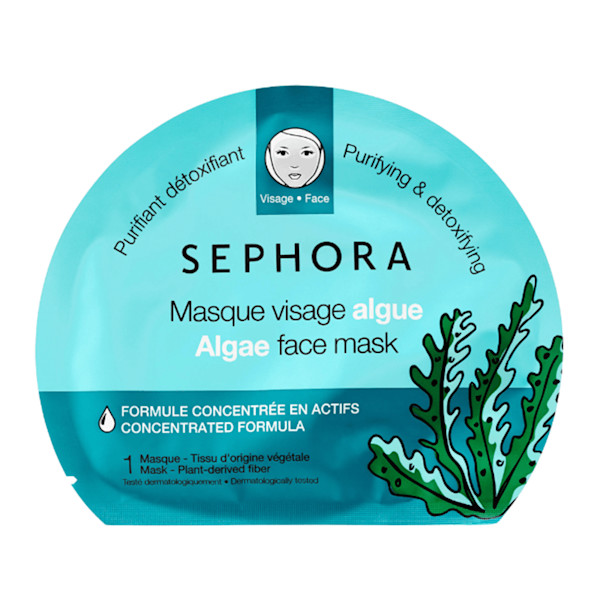 Purifiant détoxifiant
Purifying & detoxifying
Visage • Face
SEPHORA
Masque visage algue
Algae face mask
FORMULE CONCENTRÉE EN ACTIFS
CONCENTRATED FORMULA
1 Masque - Tissu d'origine végétale
Mask - Plant-derived fiber
Testé dermatologiquement • Dermatologically tested